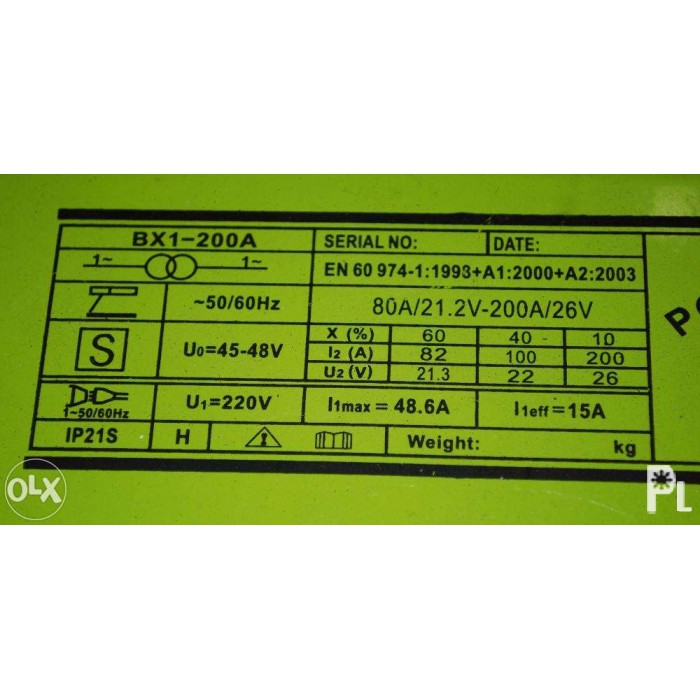 BX1-200A
SERIAL NO:
DATE:
1~ 1~
EN 60 974-1:1993+A1:2000+A2:2003
~50/60Hz
80A/21.2V-200A/26V
S
U0=45-48V
X (%) 60 40 10
I2 (A) 82 100 200
U2 (V) 21.3 22 26
1~50/60Hz
U1=220V
I1max = 48.6A
I1eff=15A
IP21S
H
Weight: kg
OLX
PL